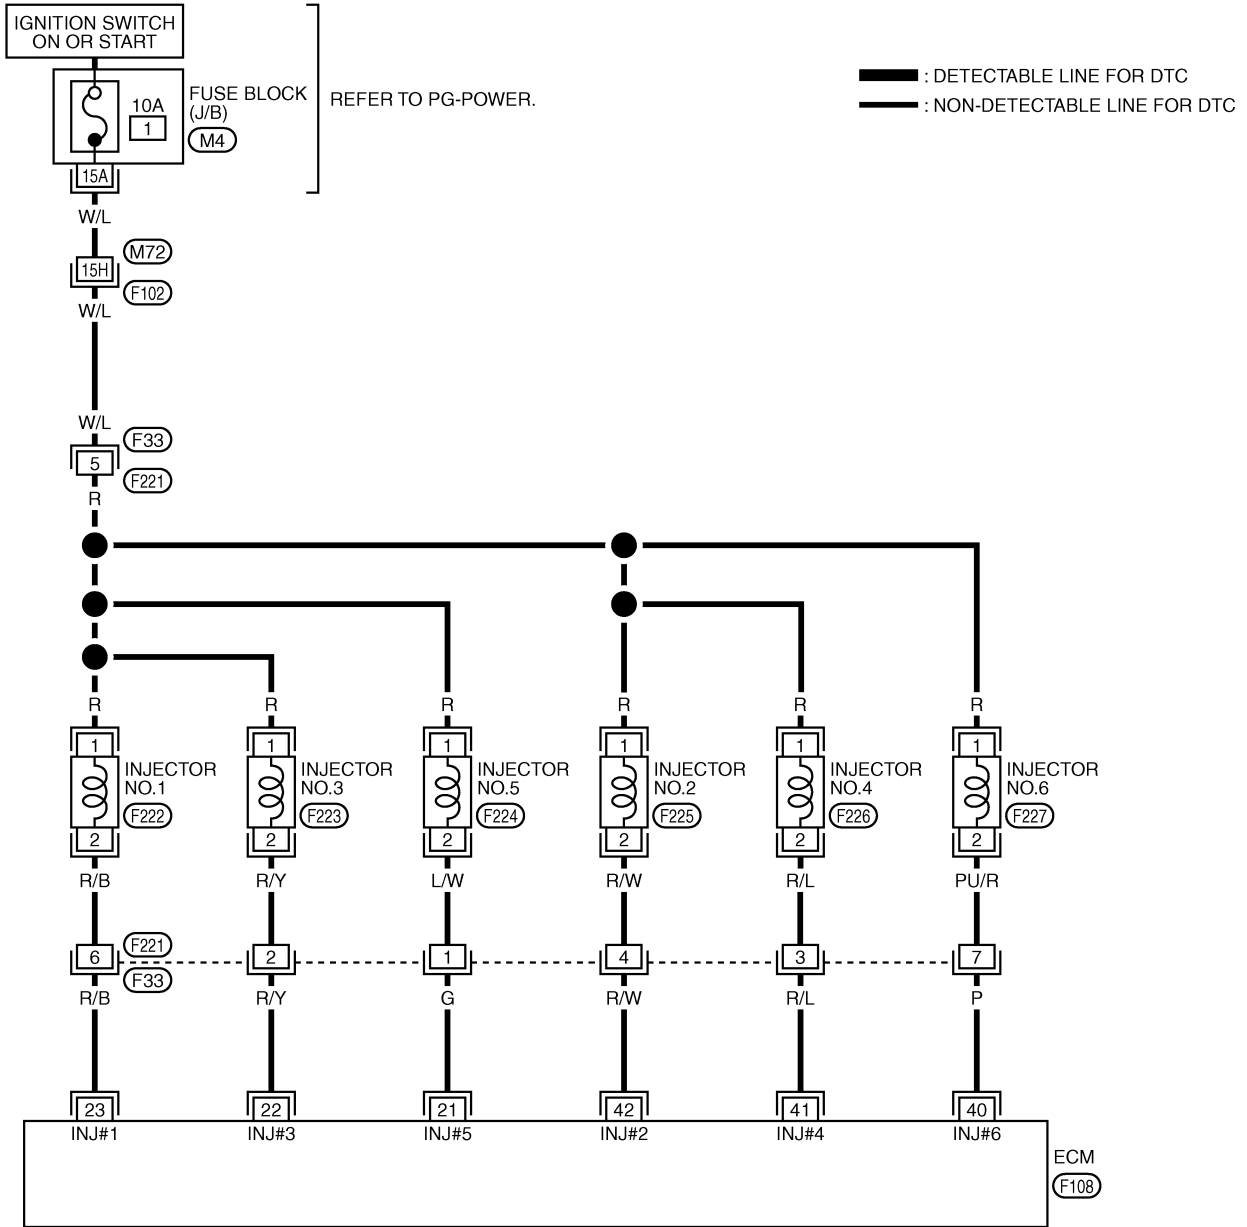 IGNITION SWITCH
ON OR START
10A
1
FUSE BLOCK
(J/B)
M4
REFER TO PG-POWER.
: DETECTABLE LINE FOR DTC
: NON-DETECTABLE LINE FOR DTC
15A
W/L
M72
15H
F102
W/L
W/L
F33
5
F221
R
R R R R R R
1 1 1 1 1 1
INJECTOR
NO.1
F222
INJECTOR
NO.3
F223
INJECTOR
NO.5
F224
INJECTOR
NO.2
F225
INJECTOR
NO.4
F226
INJECTOR
NO.6
F227
2 2 2 2 2 2
R/B R/Y L/W R/W R/L PU/R
F221
6 2 1 4 3 7
F33
R/B R/Y G R/W R/L P
23 22 21 42 41 40
INJ#1 INJ#3 INJ#5 INJ#2 INJ#4 INJ#6
ECM
F108